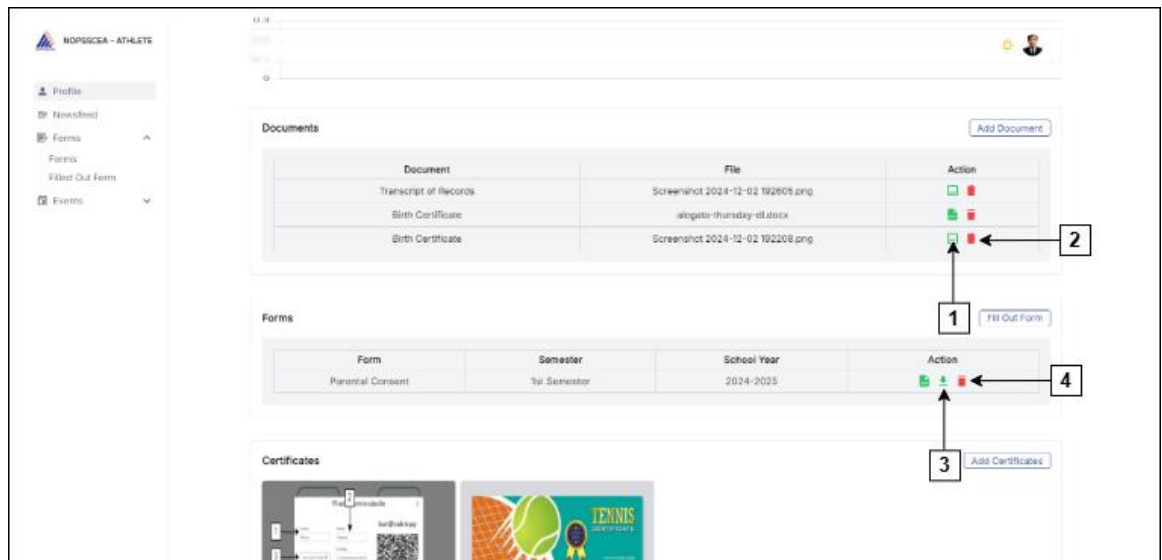 NOPSSCEA - ATHLETE
Profile
Newsfeed
Forms
Forms
Filled Out Form
Events
0
Documents
Add Document
Document File Action
Transcript of Records Screenshot 2024-12-02 192605.png
Birth Certificate alegato-thursday-dl.docx
Birth Certificate Screenshot 2024-12-02 192208.png
2
1
Forms
Fill Out Form
Form Semester School Year Action
Parental Consent 1st Semester 2024-2025
4
3
Certificates
Add Certificates
TENNIS
CERTIFICATE